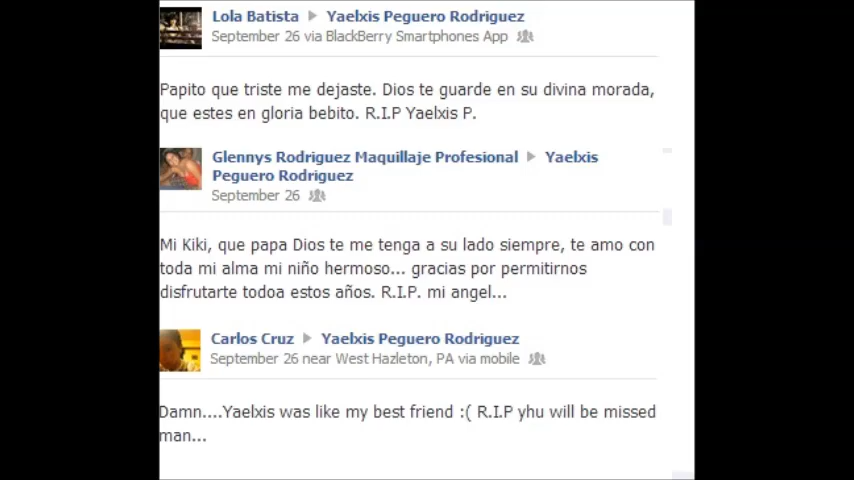 Lola Batista ▶ Yaelxis Peguero Rodriguez
September 26 via BlackBerry Smartphones App
Papito que triste me dejaste. Dios te guarde en su divina morada,
que estes en gloria bebito. R.I.P Yaelxis P.
Glennys Rodriguez Maquillaje Profesional ▶ Yaelxis
Peguero Rodriguez
September 26
Mi Kiki, que papa Dios te me tenga a su lado siempre, te amo con
toda mi alma mi niño hermoso... gracias por permitirnos
disfrutarte todoa estos años. R.I.P. mi angel...
Carlos Cruz ▶ Yaelxis Peguero Rodriguez
September 26 near West Hazleton, PA via mobile
Damn....Yaelxis was like my best friend :( R.I.P yhu will be missed
man...